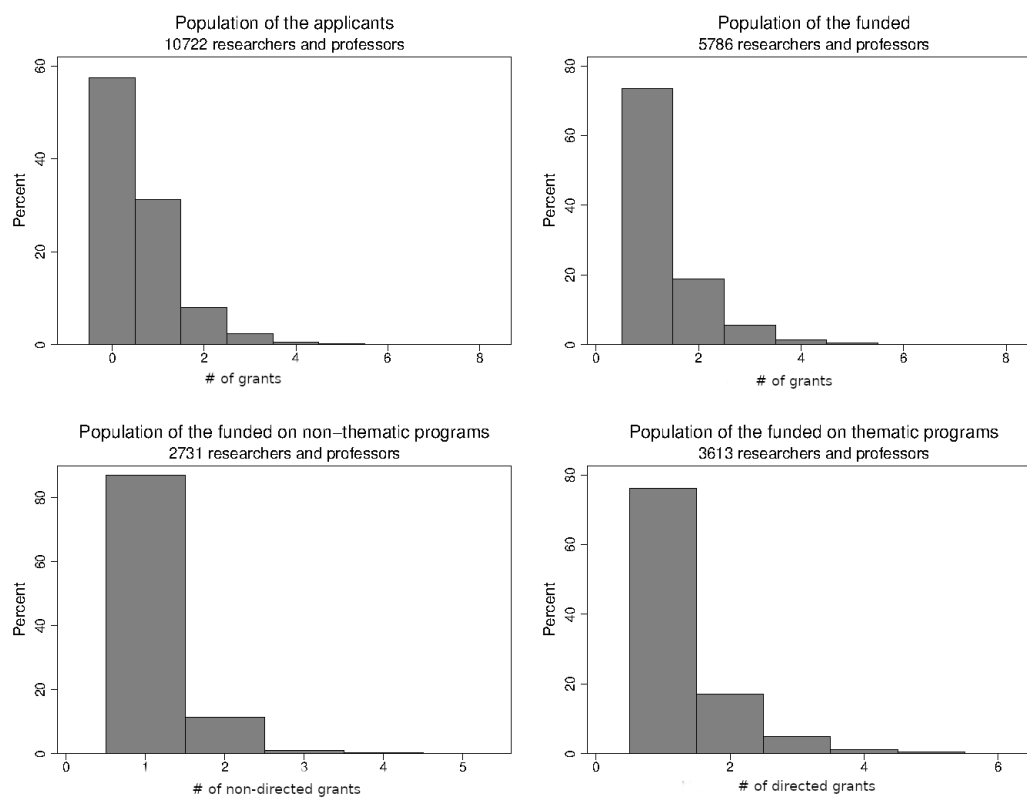 Population of the applicants
10722 researchers and professors
60
40
20
0
Percent
0 2 4 6 8
# of grants
Population of the funded
5786 researchers and professors
80
60
40
20
0
Percent
0 2 4 6 8
# of grants
Population of the funded on non−thematic programs
2731 researchers and professors
80
60
40
20
0
Percent
0 1 2 3 4 5
# of non-directed grants
Population of the funded on thematic programs
3613 researchers and professors
80
60
40
20
0
Percent
0 2 4 6
# of directed grants